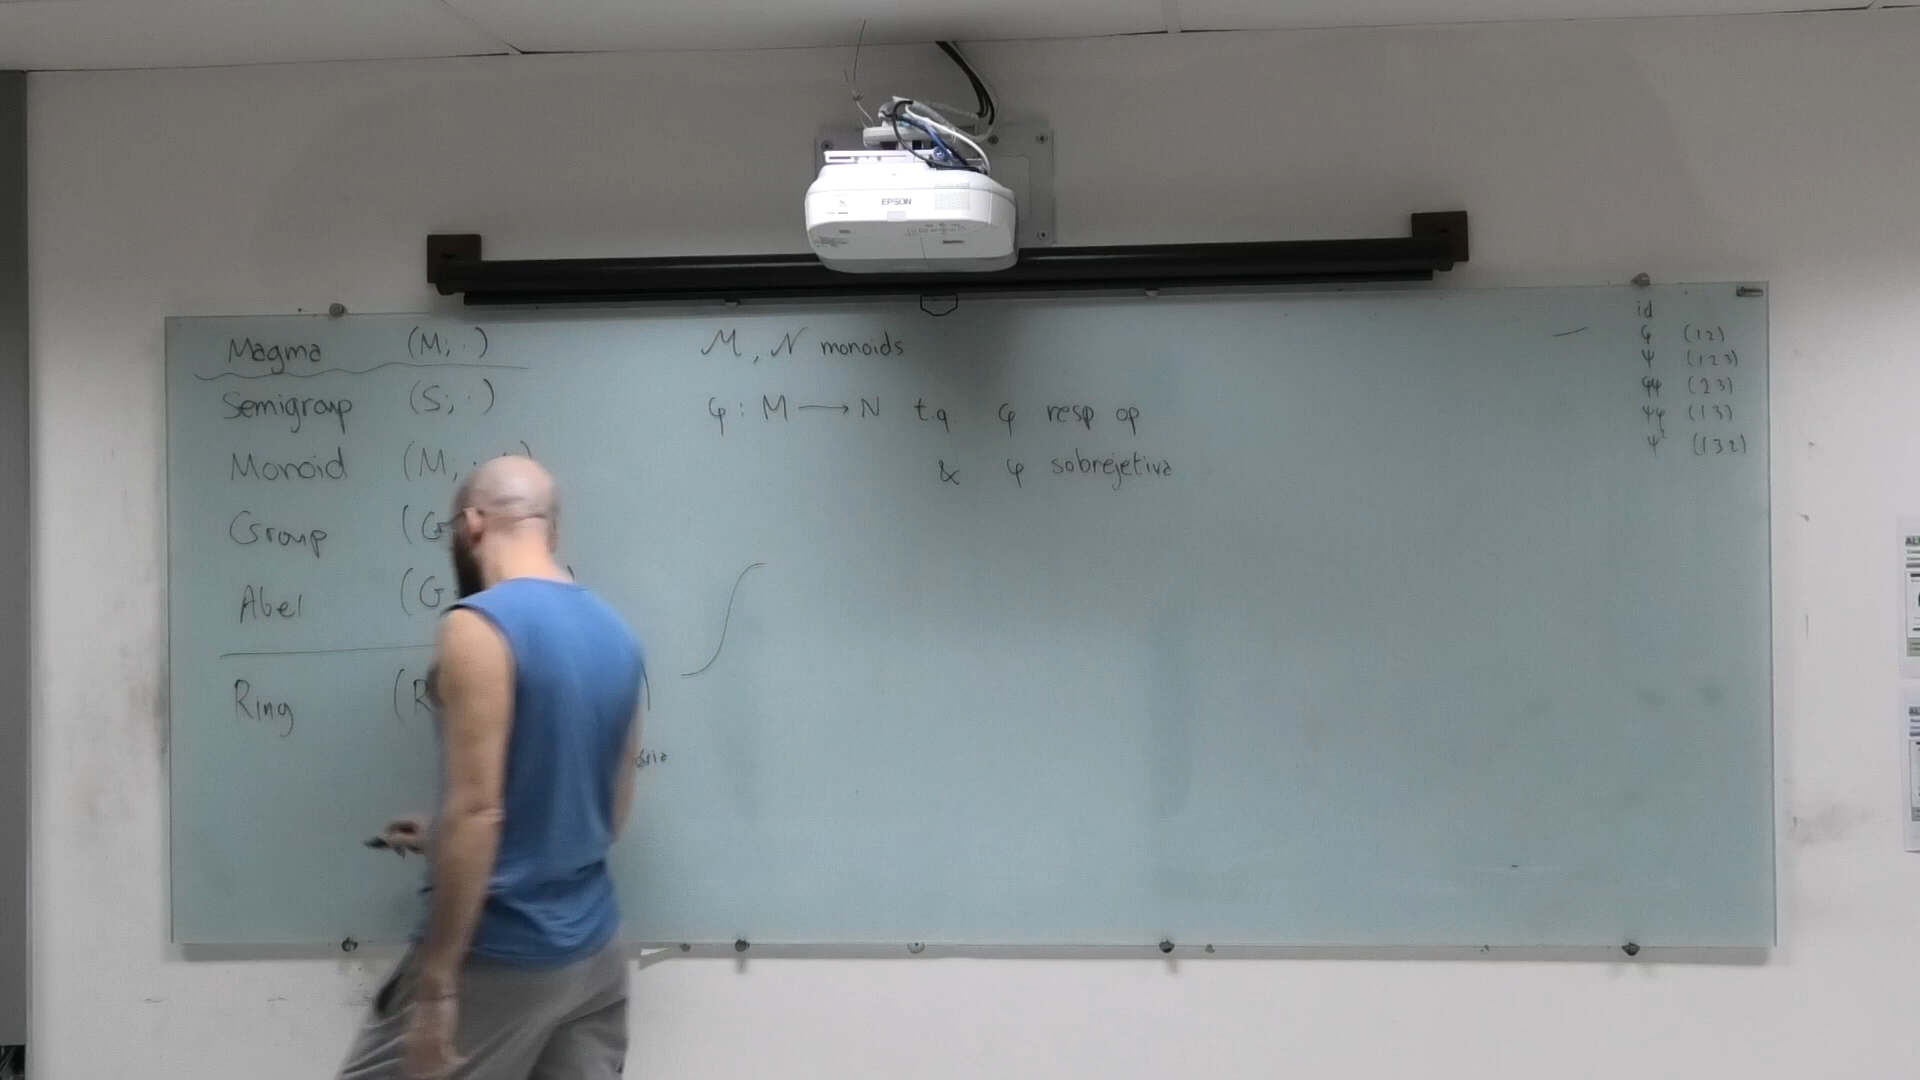 EPSON
Magma (M; ·)
Semigroup (S; ·)
Monoid (M,
Group (G
Abel (G
Ring (R
M, N monoids
φ : M ⟶ N t.q φ resp op
& φ sobrejetiva
id
φ (12)
ψ (123)
φψ (23)
ψφ (13)
ψ² (132)